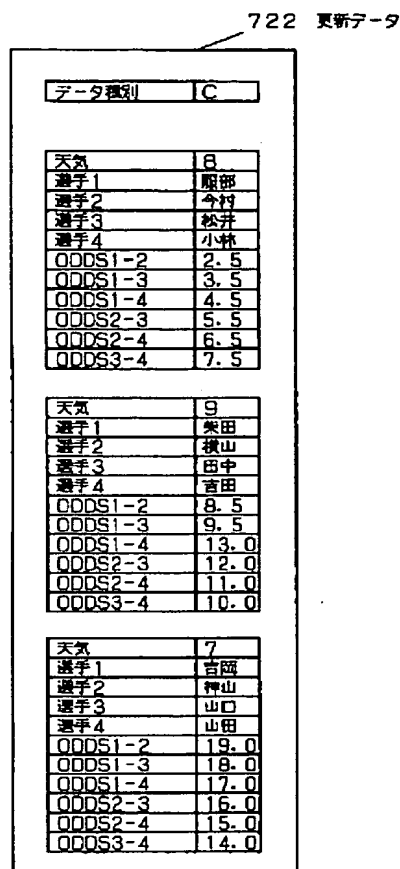 722 更新データ
データ種別 C
天気 8
選手1 服部
選手2 今村
選手3 松井
選手4 小林
ODDS1-2 2.5
ODDS1-3 3.5
ODDS1-4 4.5
ODDS2-3 5.5
ODDS2-4 6.5
ODDS3-4 7.5
天気 9
選手1 柴田
選手2 横山
選手3 田中
選手4 吉田
ODDS1-2 8.5
ODDS1-3 9.5
ODDS1-4 13.0
ODDS2-3 12.0
ODDS2-4 11.0
ODDS3-4 10.0
天気 7
選手1 吉岡
選手2 神山
選手3 山口
選手4 山田
ODDS1-2 19.0
ODDS1-3 18.0
ODDS1-4 17.0
ODDS2-3 16.0
ODDS2-4 15.0
ODDS3-4 14.0